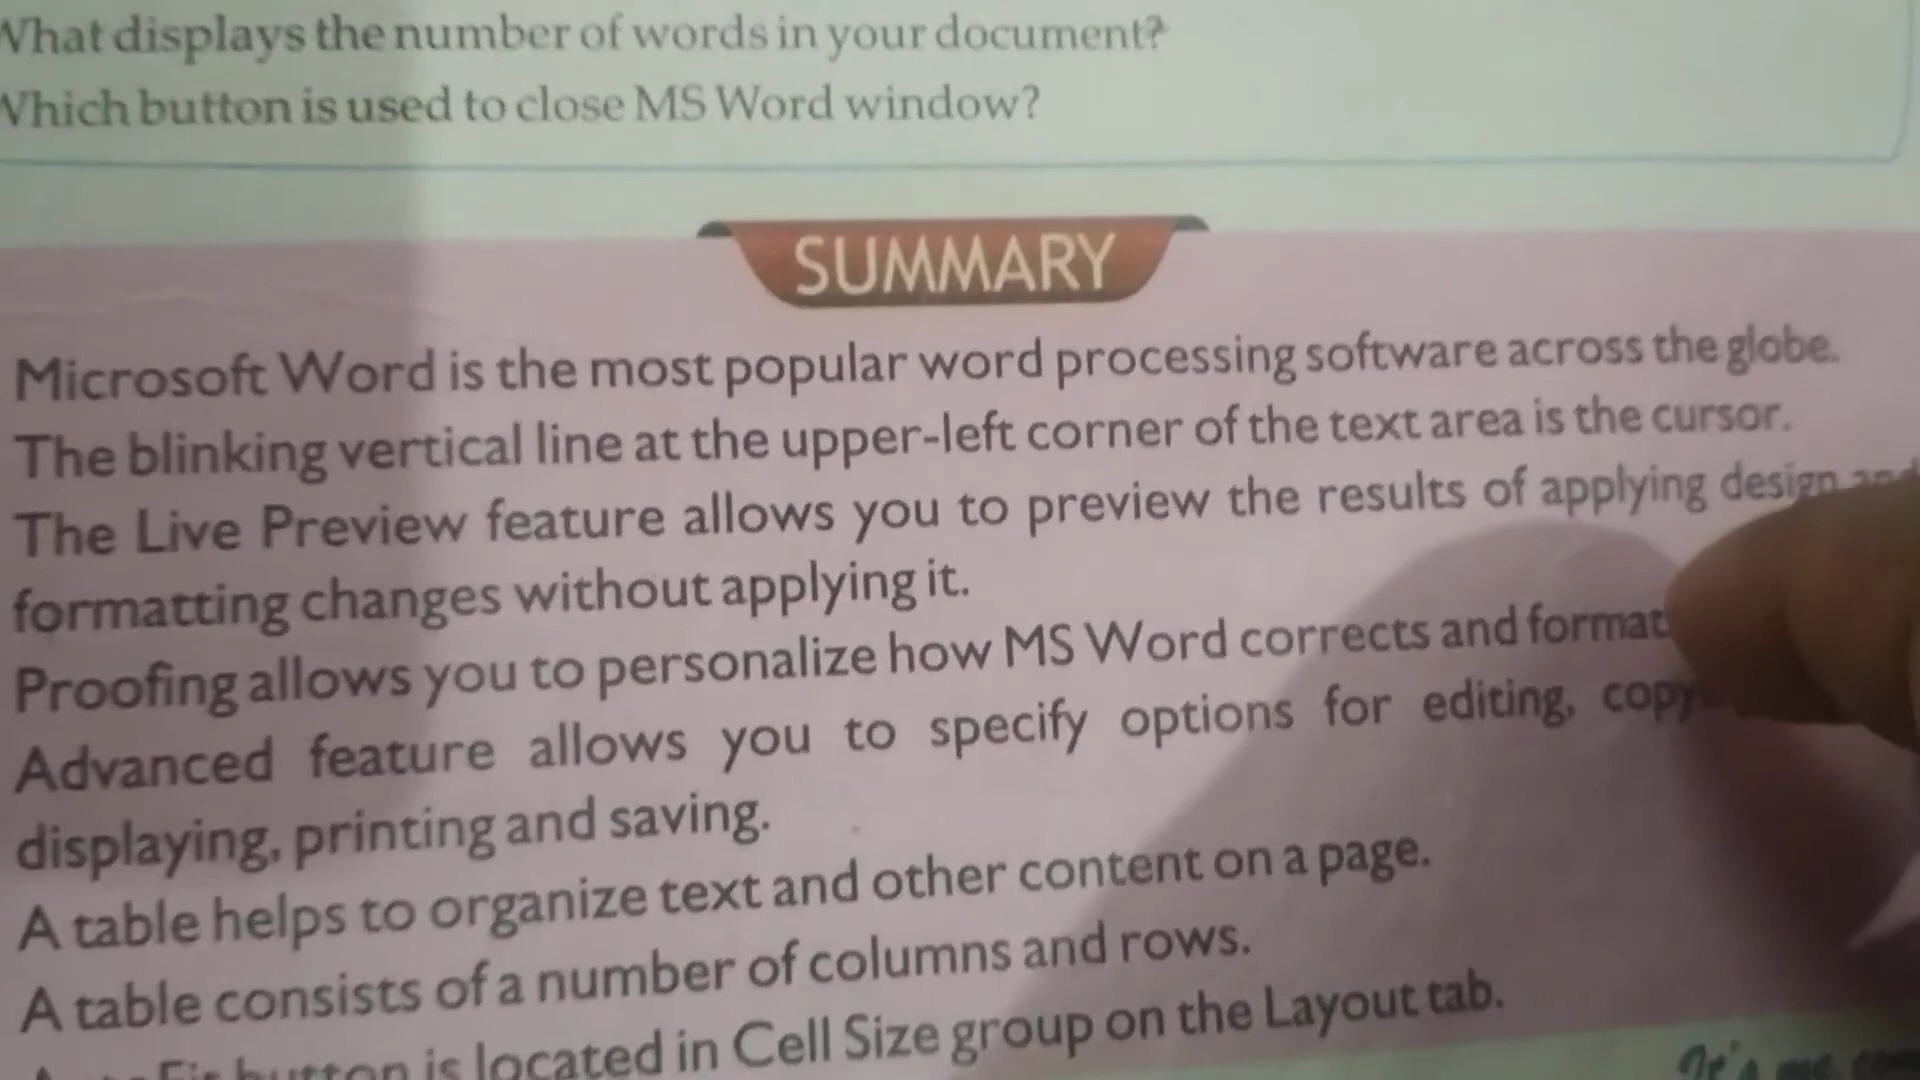 What displays the number of words in your document?
Which button is used to close MS Word window?
SUMMARY
Microsoft Word is the most popular word processing software across the globe.
The blinking vertical line at the upper-left corner of the text area is the cursor.
The Live Preview feature allows you to preview the results of applying design and
formatting changes without applying it.
Proofing allows you to personalize how MS Word corrects and format
Advanced feature allows you to specify options for editing, copy
displaying, printing and saving.
A table helps to organize text and other content on a page.
A table consists of a number of columns and rows.
button is located in Cell Size group on the Layout tab.
It's me